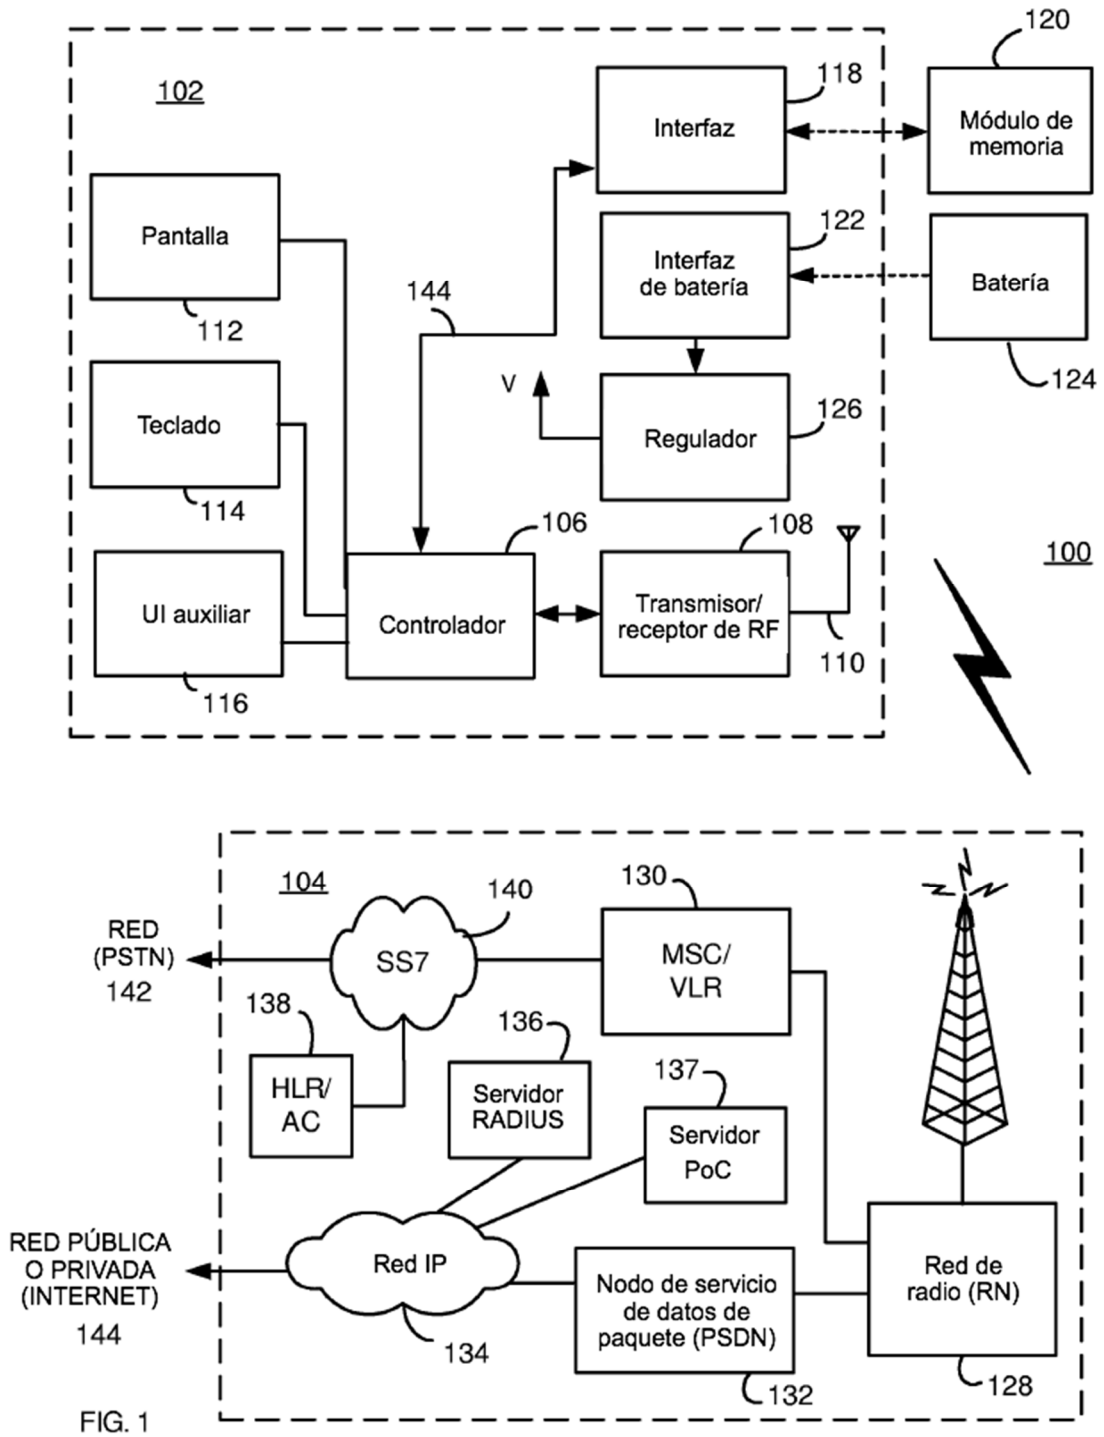 120
102
118
Interfaz
Módulo de
memoria
Pantalla
122
Interfaz
de batería
Batería
144
112
V
124
126
Teclado
Regulador
114
106
108
100
UI auxiliar
Controlador
Transmisor/
receptor de RF
110
116
104
130
140
RED
(PSTN)
142
SS7
MSC/
VLR
138
136
137
HLR/
AC
Servidor
RADIUS
Servidor
PoC
RED PÚBLICA
O PRIVADA
(INTERNET)
144
Red IP
Nodo de servicio
de datos de
paquete (PSDN)
Red de
radio (RN)
134
132
128
FIG. 1